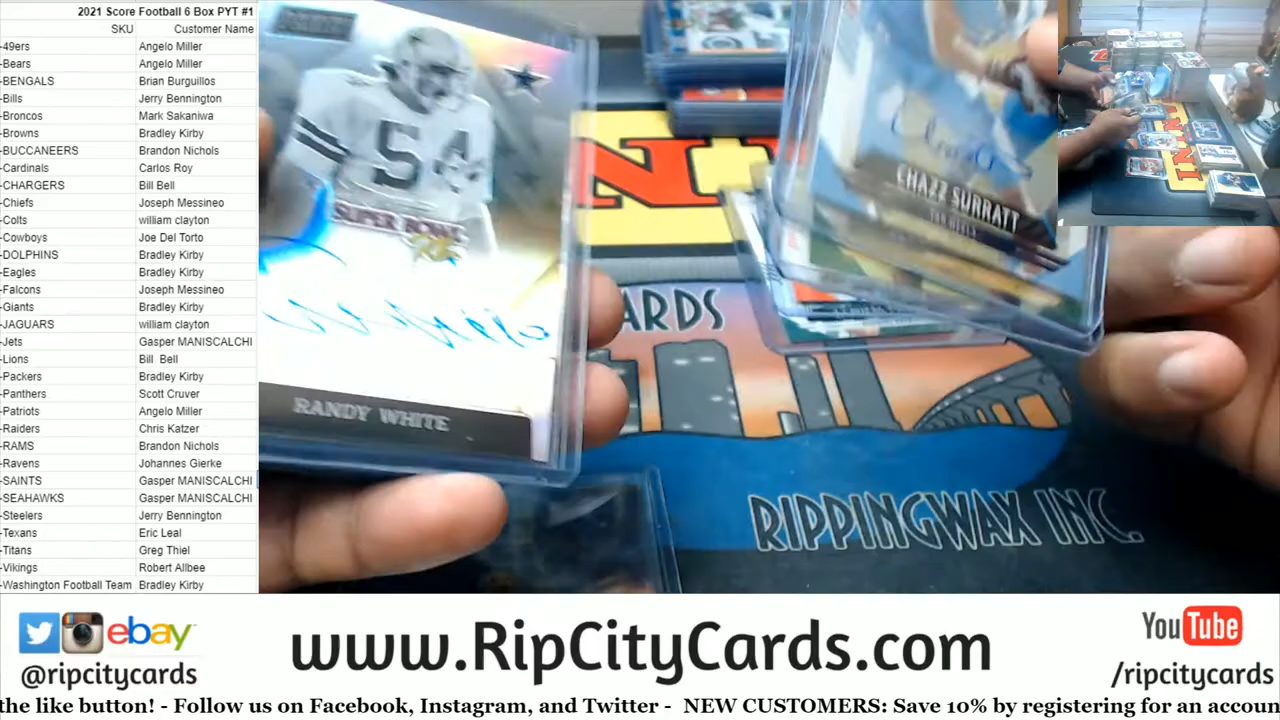 2021 Score Football 6 Box PYT #1
SKU Customer Name
-49ers Angelo Miller
-Bears Angelo Miller
-BENGALS Brian Burguillos
-Bills Jerry Bennington
-Broncos Mark Sakaniwa
-Browns Bradley Kirby
-BUCCANEERS Brandon Nichols
-Cardinals Carlos Roy
-CHARGERS Bill Bell
-Chiefs Joseph Messineo
-Colts william clayton
-Cowboys Joe Del Torto
-DOLPHINS Bradley Kirby
-Eagles Bradley Kirby
-Falcons Joseph Messineo
-Giants Bradley Kirby
-JAGUARS william clayton
-Jets Gasper MANISCALCHI
-Lions Bill Bell
-Packers Bradley Kirby
-Panthers Scott Cruver
-Patriots Angelo Miller
-Raiders Chris Katzer
-RAMS Brandon Nichols
-Ravens Johannes Gierke
-SAINTS Gasper MANISCALCHI
-SEAHAWKS Gasper MANISCALCHI
-Steelers Jerry Bennington
-Texans Eric Leal
-Titans Greg Thiel
-Vikings Robert Allbee
-Washington Football Team Bradley Kirby
54
SUPER BOWL
RANDY WHITE
CHAZZ SURRATT
TAR HEELS
NI
ARDS
RIPPINGWAX INC.
ebay
@ripcitycards
www.RipCityCards.com
YouTube
/ripcitycards
the like button! - Follow us on Facebook, Instagram, and Twitter - NEW CUSTOMERS: Save 10% by registering for an accoun